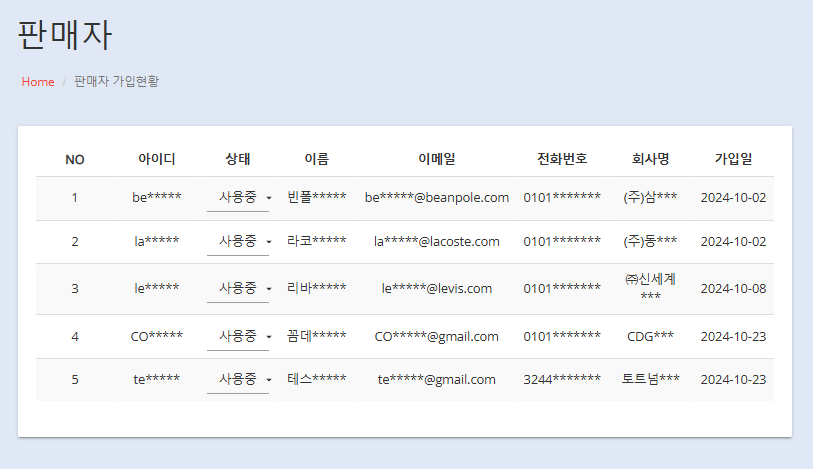 판매자
Home / 판매자 가입현황
NO 아이디 상태 이름 이메일 전화번호 회사명 가입일
1 be***** 사용중 빈폴***** be*****@beanpole.com 0101******* (주)삼*** 2024-10-02
2 la***** 사용중 라코***** la*****@lacoste.com 0101******* (주)동*** 2024-10-02
3 le***** 사용중 리바***** le*****@levis.com 0101******* ㈜신세계 2024-10-08
***
4 CO***** 사용중 꼼데***** CO*****@gmail.com 0101******* CDG*** 2024-10-23
5 te***** 사용중 테스***** te*****@gmail.com 3244******* 토트넘*** 2024-10-23